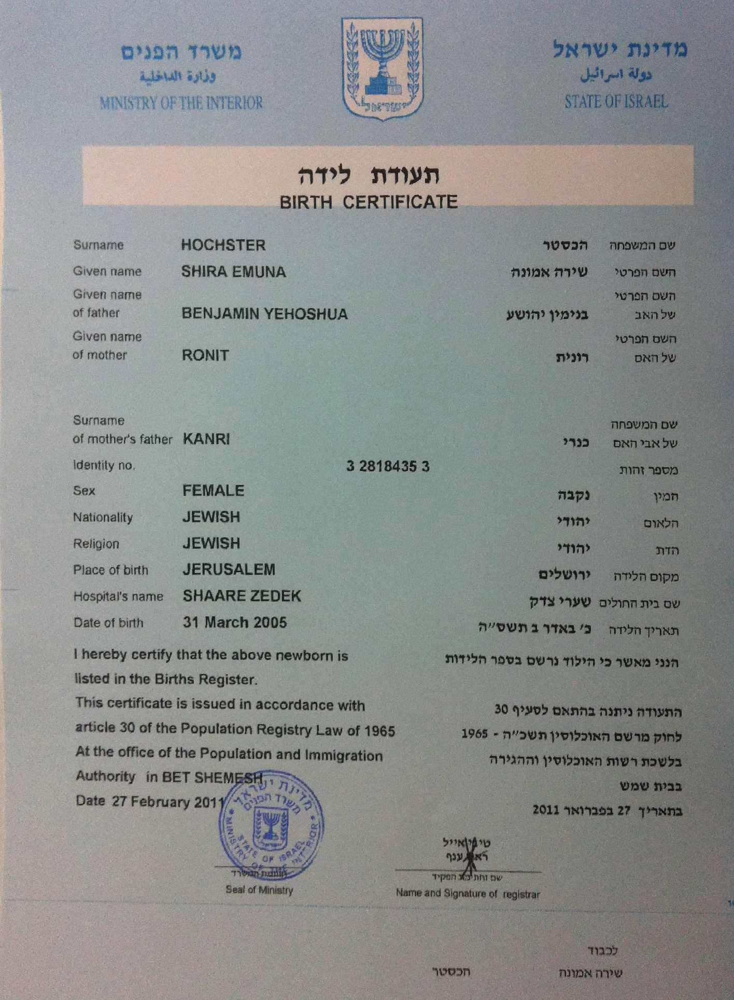 משרד הפנים
وزارة الداخلية
MINISTRY OF THE INTERIOR
ישראל
מדינת ישראל
دولة اسرائيل
STATE OF ISRAEL
תעודת לידה
BIRTH CERTIFICATE
Surname HOCHSTER הכסטר שם המשפחה
Given name SHIRA EMUNA שירה אמונה השם הפרטי
Given name השם הפרטי
of father BENJAMIN YEHOSHUA בנימין יהושע של האב
Given name השם הפרטי
of mother RONIT רונית של האם
Surname שם המשפחה
of mother's father KANRI כנרי של אבי האם
Identity no. 3 2818435 3 מספר זהות
Sex FEMALE נקבה המין
Nationality JEWISH יהודי הלאום
Religion JEWISH יהודי הדת
Place of birth JERUSALEM ירושלים מקום הלידה
Hospital's name SHAARE ZEDEK שערי צדק שם בית החולים
Date of birth 31 March 2005 כ׳ באדר ב תשס״ה תאריך הלידה
I hereby certify that the above newborn is הנני מאשר כי הילוד נרשם בספר הלידות
listed in the Births Register.
This certificate is issued in accordance with התעודה ניתנה בהתאם לסעיף 30
article 30 of the Population Registry Law of 1965 לחוק מרשם האוכלוסין תשכ״ה - 1965
At the office of the Population and Immigration בלשכת רשות האוכלוסין וההגירה
Authority in BET SHEMESH בבית שמש
Date 27 February 2011 בתאריך 27 בפברואר 2011
מדינת ישראל
משרד הפנים
STATE OF ISRAEL
MINISTRY OF THE INTERIOR
אייל
ענף
חותמת המשרד
שם וחתימת הפקיד
Seal of Ministry
Name and Signature of registrar
לכבוד
שירה אמונה הכסטר